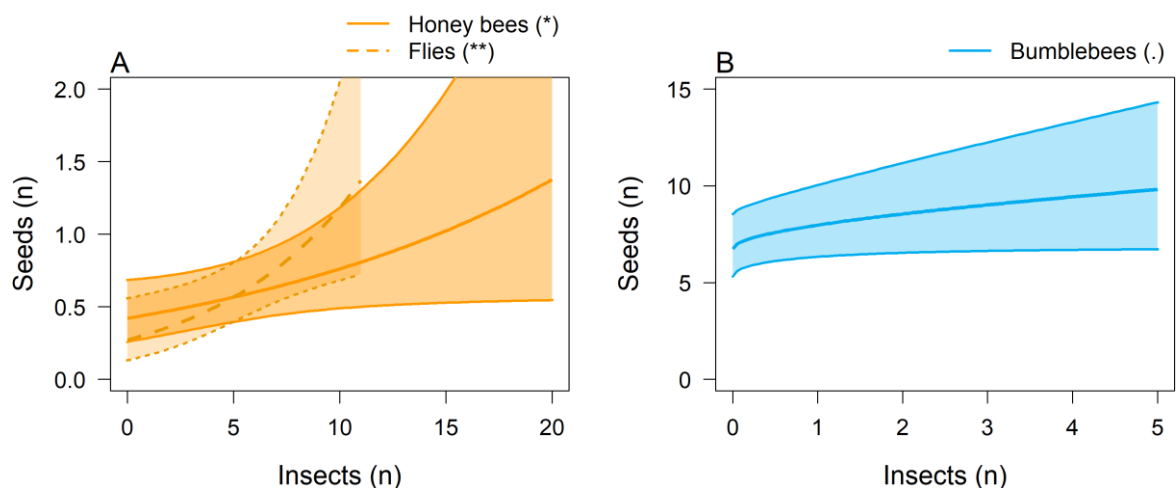 Honey bees (*)
Flies (**)
A
2.0
1.5
1.0
0.5
0.0
Seeds (n)
0 5 10 15 20
Insects (n)
Bumblebees (.)
B
15
10
5
0
Seeds (n)
0 1 2 3 4 5
Insects (n)